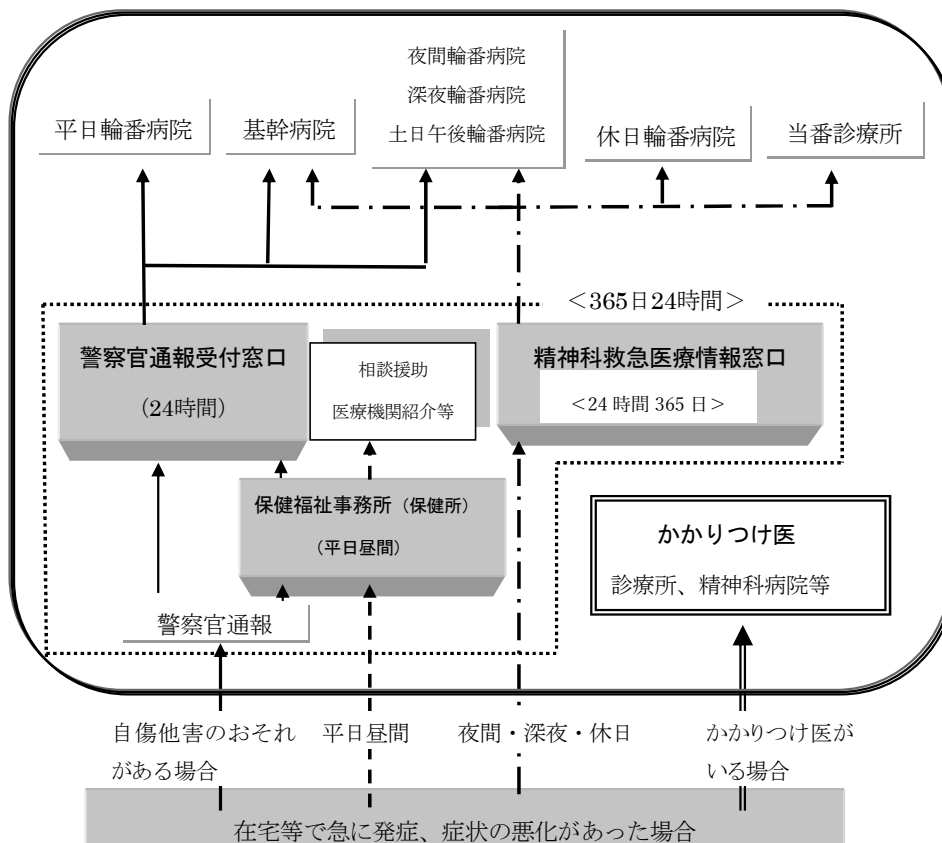 夜間輪番病院
深夜輪番病院
土日午後輪番病院
平日輪番病院
基幹病院
休日輪番病院
当番診療所
＜365日24時間＞
警察官通報受付窓口
（24時間）
相談援助
医療機関紹介等
精神科救急医療情報窓口
＜24 時間 365 日＞
保健福祉事務所（保健所）
（平日昼間）
かかりつけ医
診療所、精神科病院等
警察官通報
自傷他害のおそれ
がある場合
平日昼間
夜間・深夜・休日
かかりつけ医が
いる場合
在宅等で急に発症、症状の悪化があった場合